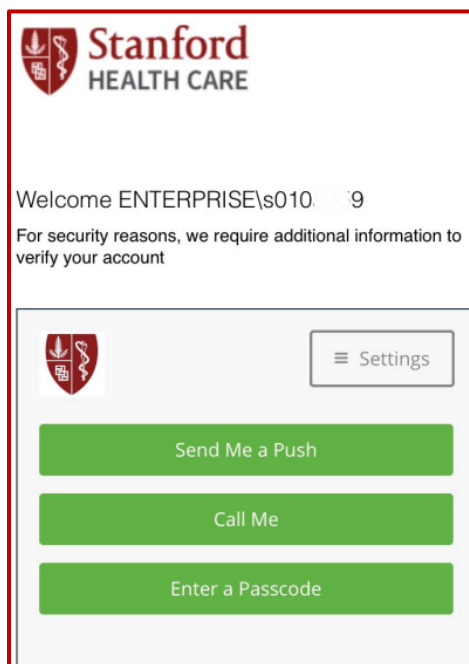 Stanford
HEALTH CARE
Welcome ENTERPRISE\s010 9
For security reasons, we require additional information to
verify your account
≡ Settings
Send Me a Push
Call Me
Enter a Passcode